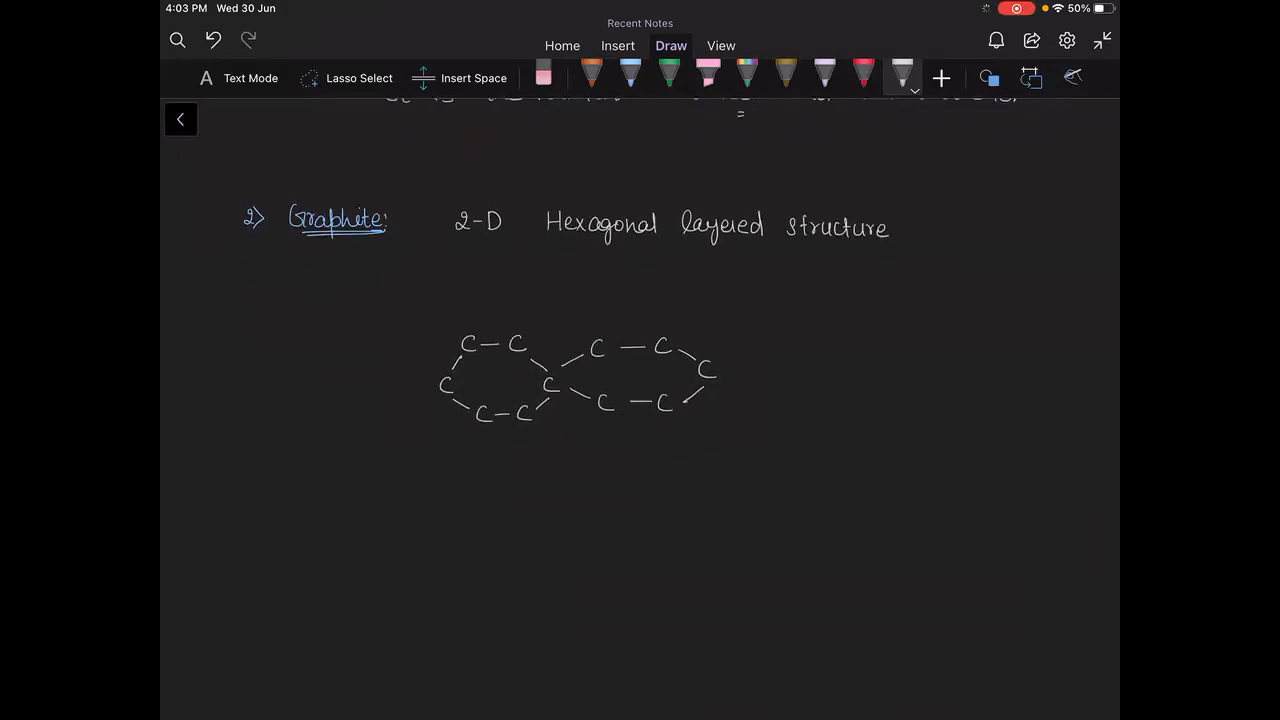 4:03 PM Wed 30 Jun 50%
Recent Notes
Home Insert Draw View
A Text Mode Lasso Select Insert Space
2) Graphite: 2-D Hexagonal layered structure
C - C C - C
C C C
C - C C - C